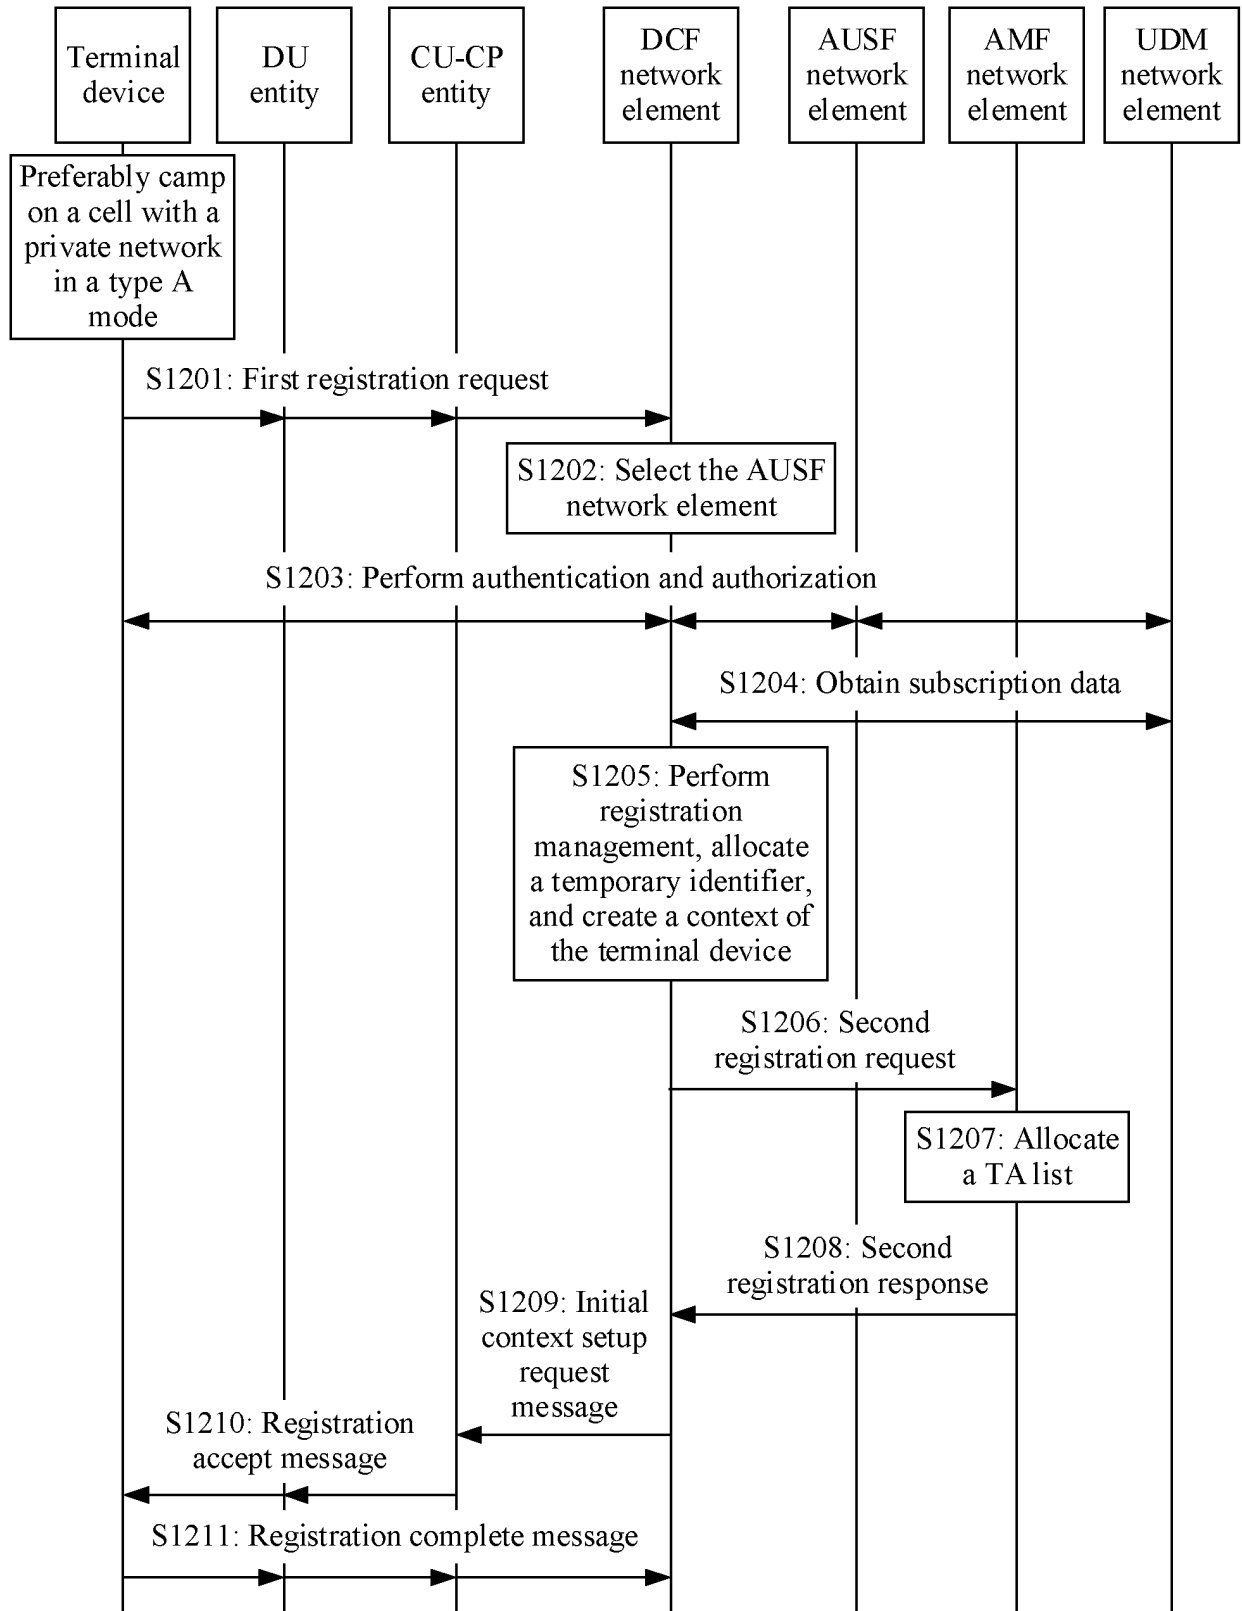 Terminal
device
DU
entity
CU-CP
entity
DCF
network
element
AUSF
network
element
AMF
network
element
UDM
network
element
Preferably camp
on a cell with a
private network
in a type A
mode
S1201: First registration request
S1202: Select the AUSF
network element
S1203: Perform authentication and authorization
S1204: Obtain subscription data
S1205: Perform
registration
management, allocate
a temporary identifier,
and create a context of
the terminal device
S1206: Second
registration request
S1207: Allocate
a TA list
S1208: Second
registration response
S1209: Initial
context setup
request
message
S1210: Registration
accept message
S1211: Registration complete message